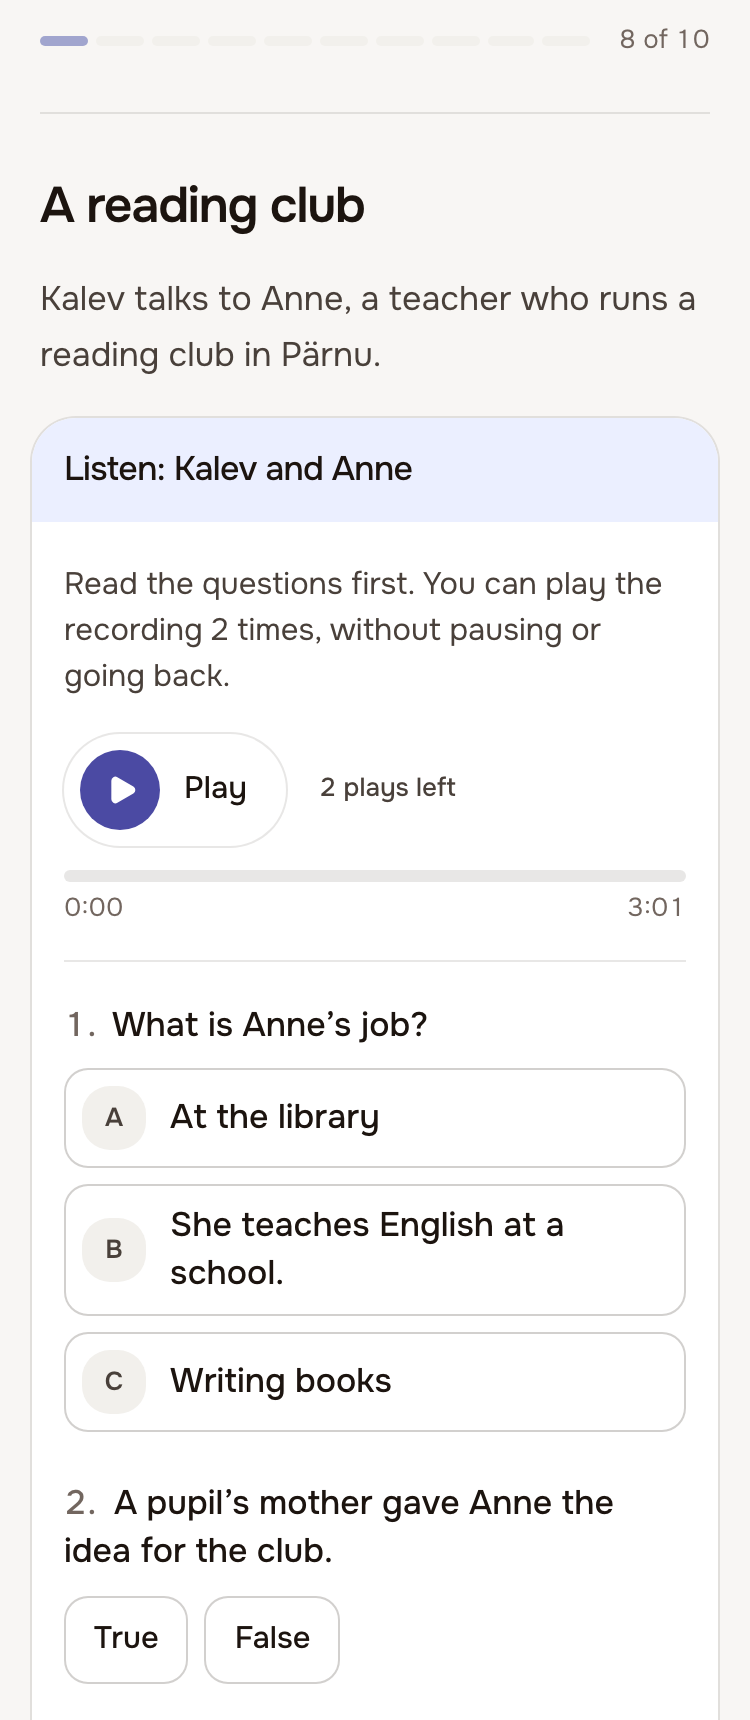 8 of 10
A reading club
Kalev talks to Anne, a teacher who runs a
reading club in Pärnu.
Listen: Kalev and Anne
Read the questions first. You can play the
recording 2 times, without pausing or
going back.
Play
2 plays left
0:00
3:01
1. What is Anne’s job?
A At the library
B She teaches English at a
school.
C Writing books
2. A pupil’s mother gave Anne the
idea for the club.
True
False